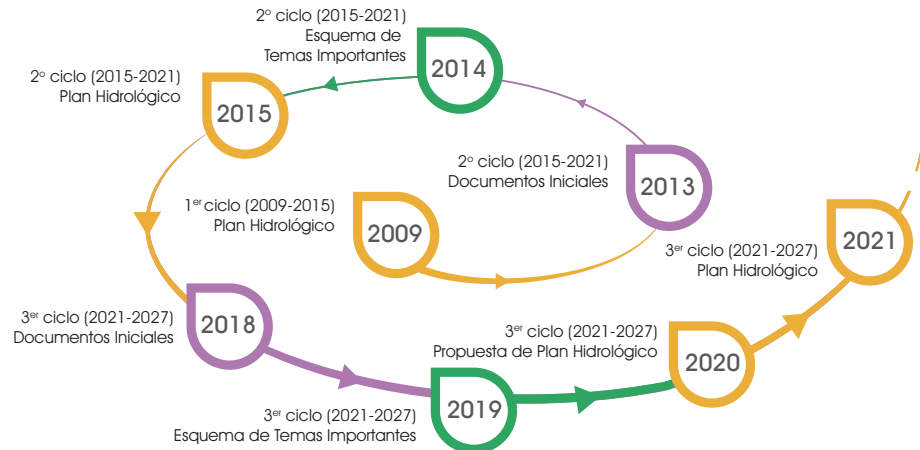 2º ciclo (2015-2021)
Esquema de
Temas Importantes
2014
2º ciclo (2015-2021)
Plan Hidrológico
2015
2º ciclo (2015-2021)
Documentos Iniciales
2013
1er ciclo (2009-2015)
Plan Hidrológico
2009
3er ciclo (2021-2027)
Plan Hidrológico
2021
3er ciclo (2021-2027)
Documentos Iniciales
2018
3er ciclo (2021-2027)
Propuesta de Plan Hidrológico
2020
3er ciclo (2021-2027)
Esquema de Temas Importantes
2019